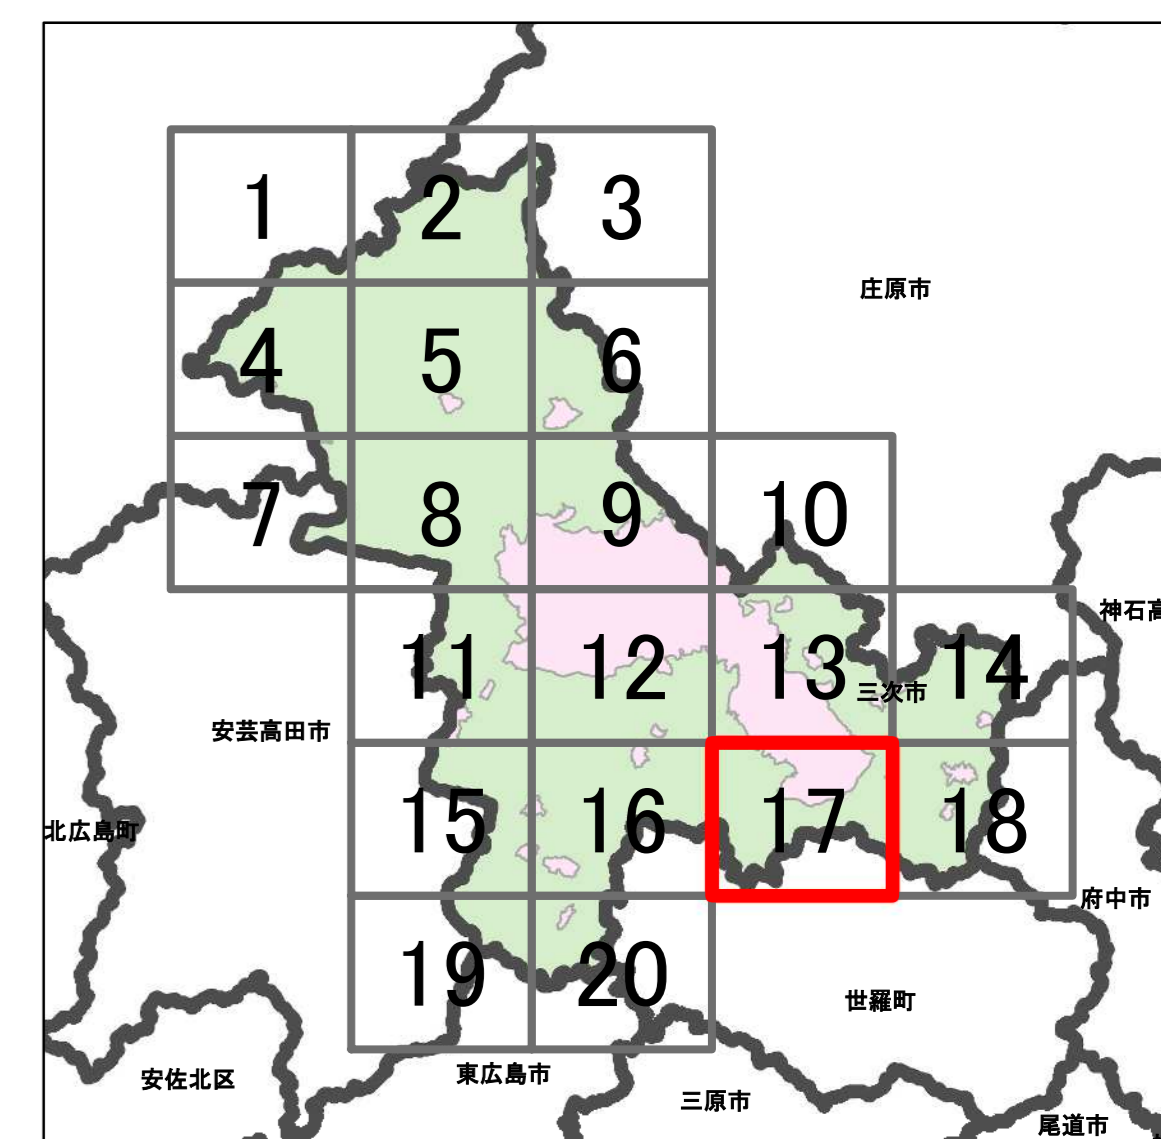 1 2 3
庄原市
4 5 6
7 8 9 10
神石高
11 12 13 14
三次市
安芸高田市
15 16 17 18
北広島町
府中市
19 20
世羅町
東広島市
安佐北区
三原市
尾道市